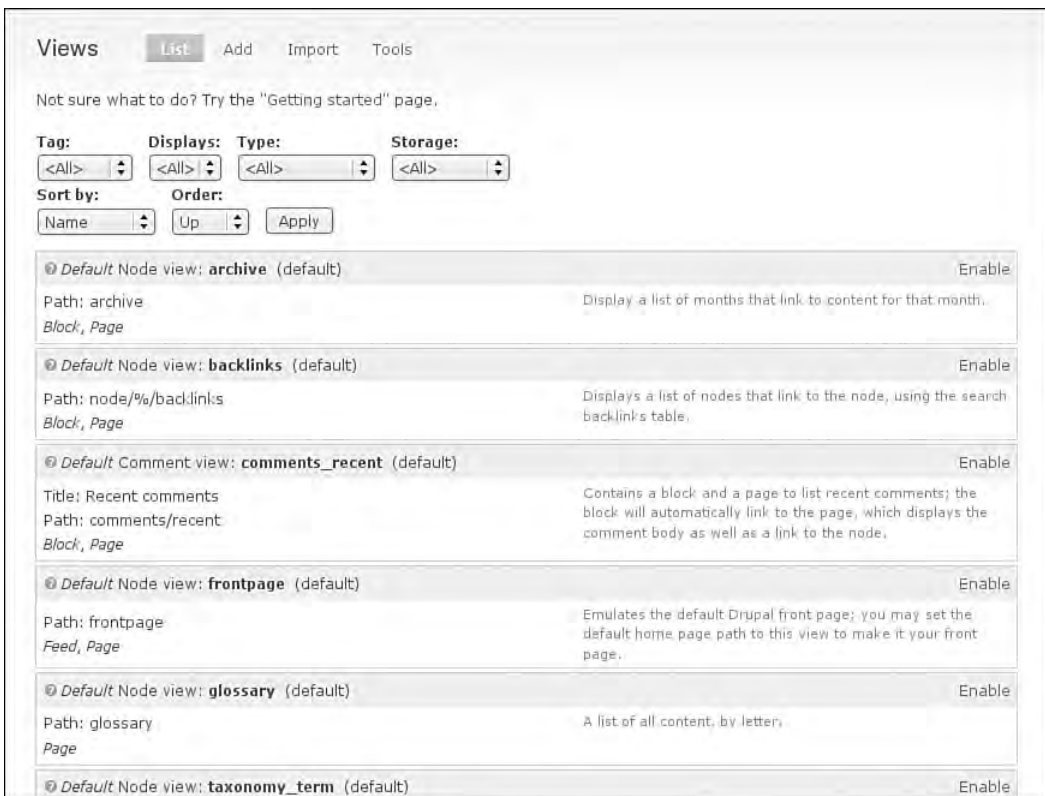 Views List Add Import Tools
Not sure what to do? Try the "Getting started" page.
Tag: Displays: Type: Storage:
<All> <All> <All> <All>
Sort by: Order:
Name Up Apply
Default Node view: archive (default) Enable
Path: archive Display a list of months that link to content for that month.
Block, Page
Default Node view: backlinks (default) Enable
Path: node/%/backlinks Displays a list of nodes that link to the node, using the search
Block, Page backlinks table.
Default Comment view: comments_recent (default) Enable
Title: Recent comments Contains a block and a page to list recent comments; the
Path: comments/recent block will automatically link to the page, which displays the
Block, Page comment body as well as a link to the node.
Default Node view: frontpage (default) Enable
Path: frontpage Emulates the default Drupal front page; you may set the
Feed, Page default home page path to this view to make it your front
page.
Default Node view: glossary (default) Enable
Path: glossary A list of all content, by letter.
Page
Default Node view: taxonomy_term (default) Enable